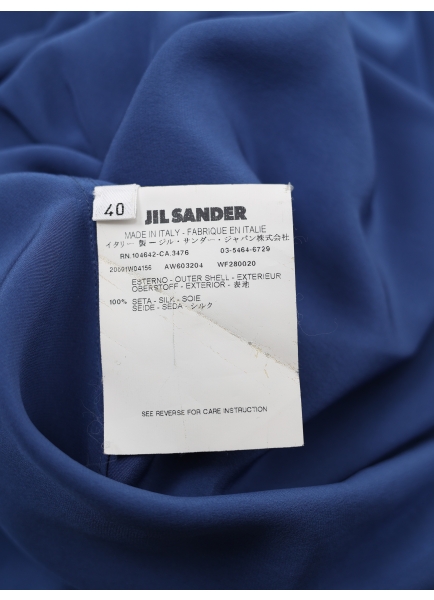 40
JIL SANDER
MADE IN ITALY - FABRIQUE EN ITALIE
イタリー製ージル・サンダー・ジャパン株式会社
RN.104642-CA.3476 03-5464-6729
20501WD4156 AW603204 WF280020
ESTERNO - OUTER SHELL - EXTERIEUR
OBERSTOFF - EXTERIOR - 表地
100% SETA - SILK - SOIE
SEIDE - SEDA - シルク
SEE REVERSE FOR CARE INSTRUCTION